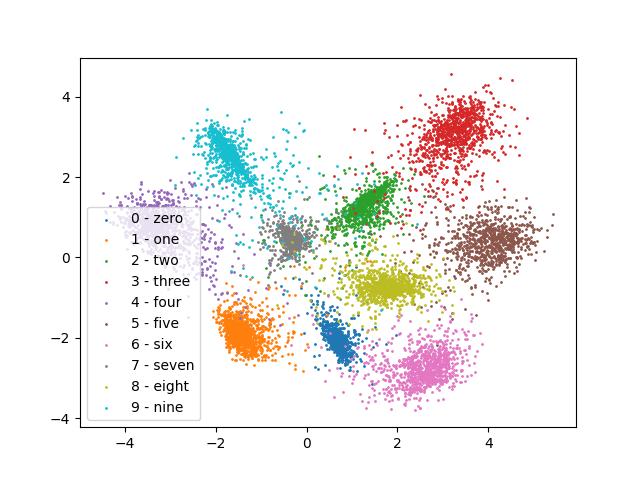 4
2
0
−2
−4
0 - zero
1 - one
2 - two
3 - three
4 - four
5 - five
6 - six
7 - seven
8 - eight
9 - nine
−4 −2 0 2 4